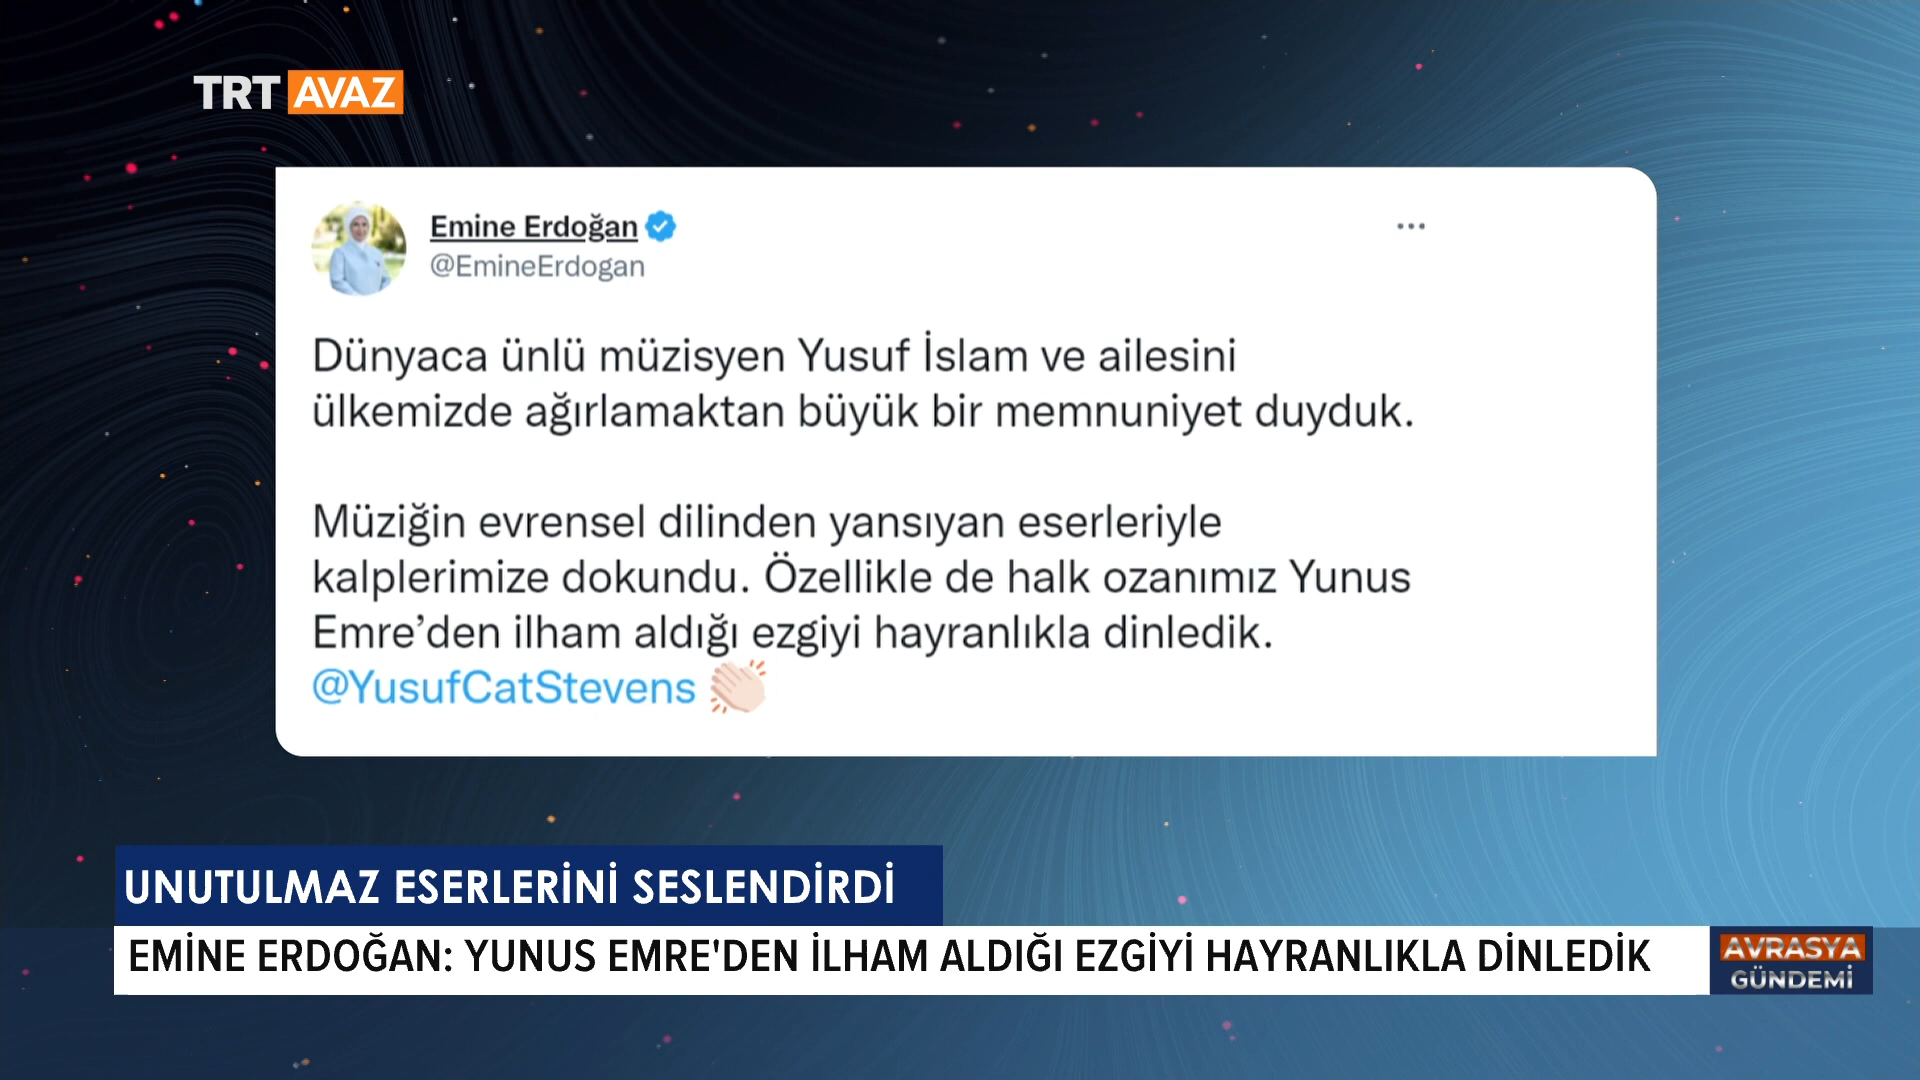 TRT AVAZ
Emine Erdoğan
@EmineErdogan
Dünyaca ünlü müzisyen Yusuf İslam ve ailesini
ülkemizde ağırlamaktan büyük bir memnuniyet duyduk.
Müziğin evrensel dilinden yansıyan eserleriyle
kalplerimize dokundu. Özellikle de halk ozanımız Yunus
Emre’den ilham aldığı ezgiyi hayranlıkla dinledik.
@YusufCatStevens 👏🏻
UNUTULMAZ ESERLERİNİ SESLENDİRDİ
EMİNE ERDOĞAN: YUNUS EMRE'DEN İLHAM ALDIĞI EZGİYİ HAYRANLIKLA DİNLEDİK
AVRASYA
GÜNDEMİ